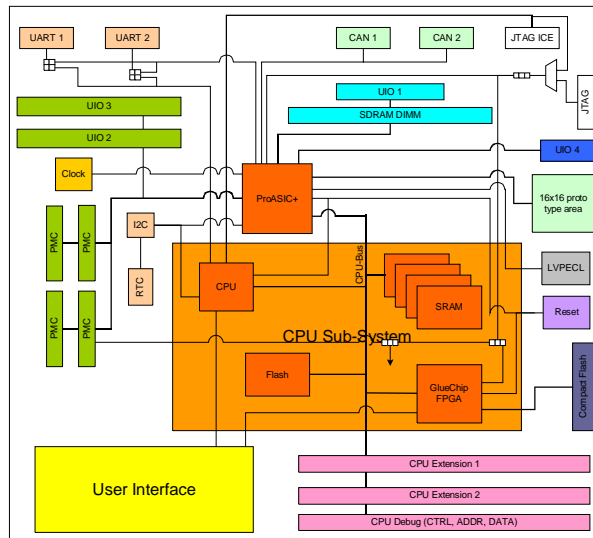 UART 1
UART 2
CAN 1
CAN 2
JTAG ICE
JTAG
UIO 1
UIO 3
SDRAM DIMM
UIO 2
UIO 4
Clock
ProASIC+
16x16 proto
type area
PMC
PMC
I2C
RTC
CPU-Bus
CPU
LVPECL
SRAM
Reset
PMC
PMC
CPU Sub-System
Flash
GlueChip
FPGA
Compact Flash
User Interface
CPU Extension 1
CPU Extension 2
CPU Debug (CTRL, ADDR, DATA)